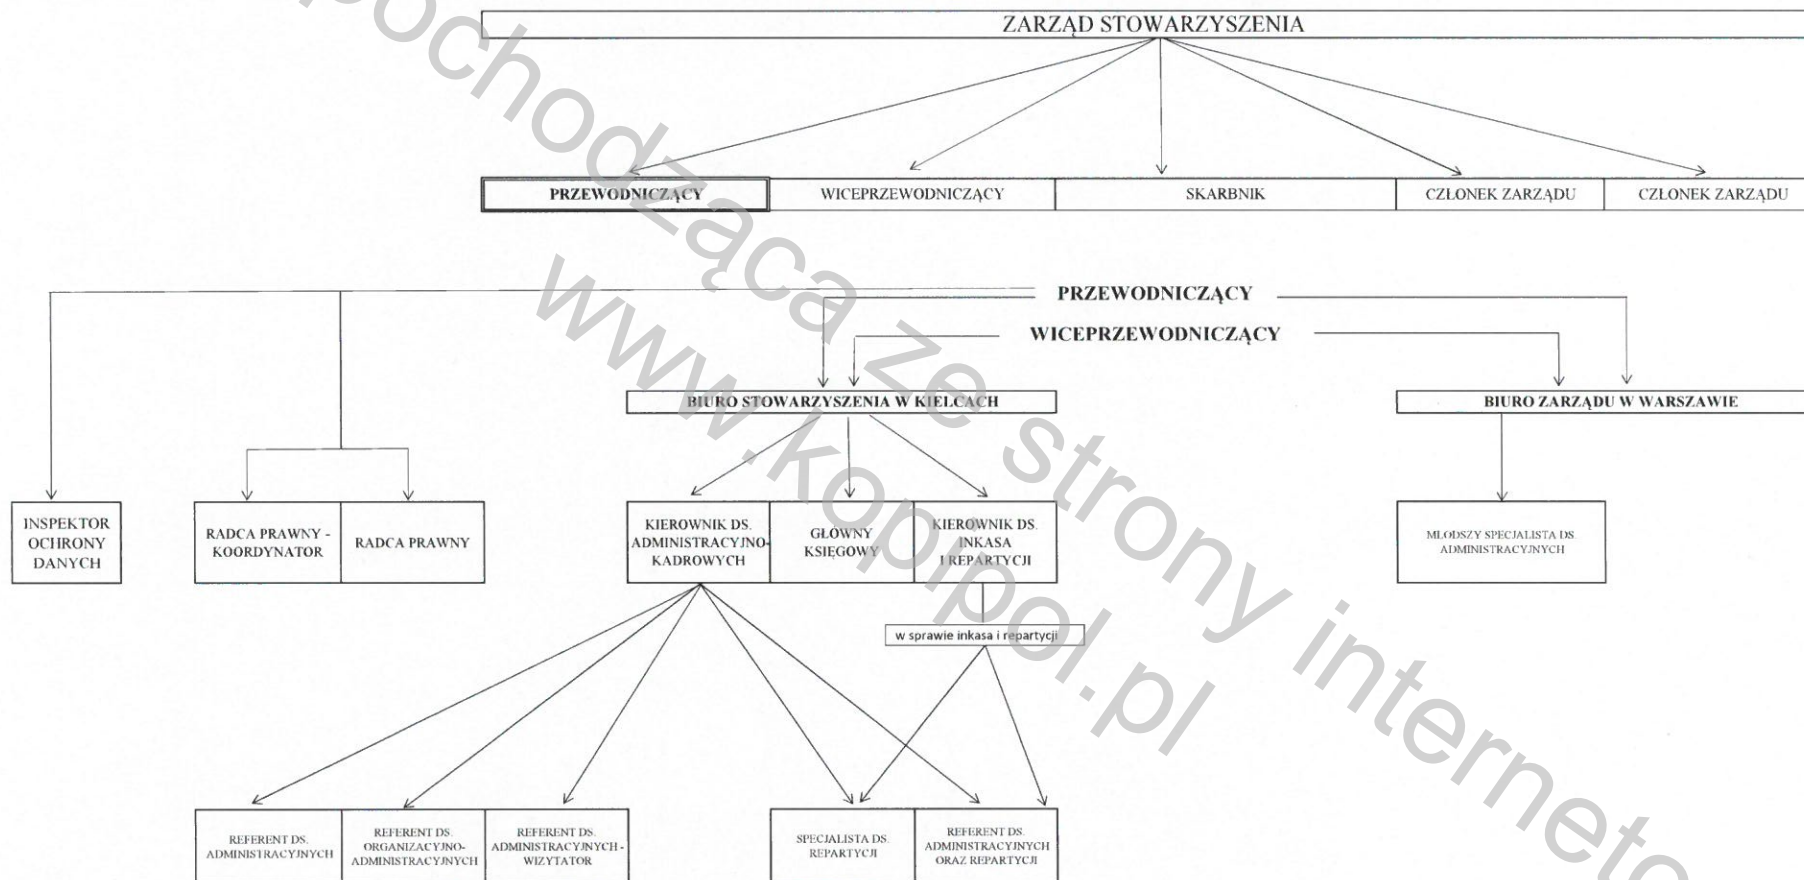 ZARZĄD STOWARZYSZENIA
PRZEWODNICZĄCY
WICEPRZEWODNICZĄCY
SKARBNIK
CZŁONEK ZARZĄDU
CZŁONEK ZARZĄDU
PRZEWODNICZĄCY
WICEPRZEWODNICZĄCY
BIURO STOWARZYSZENIA W KIELCACH
BIURO ZARZĄDU W WARSZAWIE
INSPEKTOR
OCHRONY
DANYCH
RADCA PRAWNY -
KOORDYNATOR
RADCA PRAWNY
KIEROWNIK DS.
ADMINISTRACYJNO-
KADROWYCH
GŁÓWNY
KSIĘGOWY
KIEROWNIK DS.
INKASA
I REPARTYCJI
MŁODSZY SPECJALISTA DS.
ADMINISTRACYJNYCH
w sprawie inkasa i repartycji
REFERENT DS.
ADMINISTRACYJNYCH
REFERENT DS.
ORGANIZACYJNO-
ADMINISTRACYJNYCH
REFERENT DS.
ADMINISTRACYJNYCH -
WIZYTATOR
SPECJALISTA DS.
REPARTYCJI
REFERENT DS.
ADMINISTRACYJNYCH
ORAZ REPARTYCJI
pochodząca ze strony interneto
www.kopipol.pl